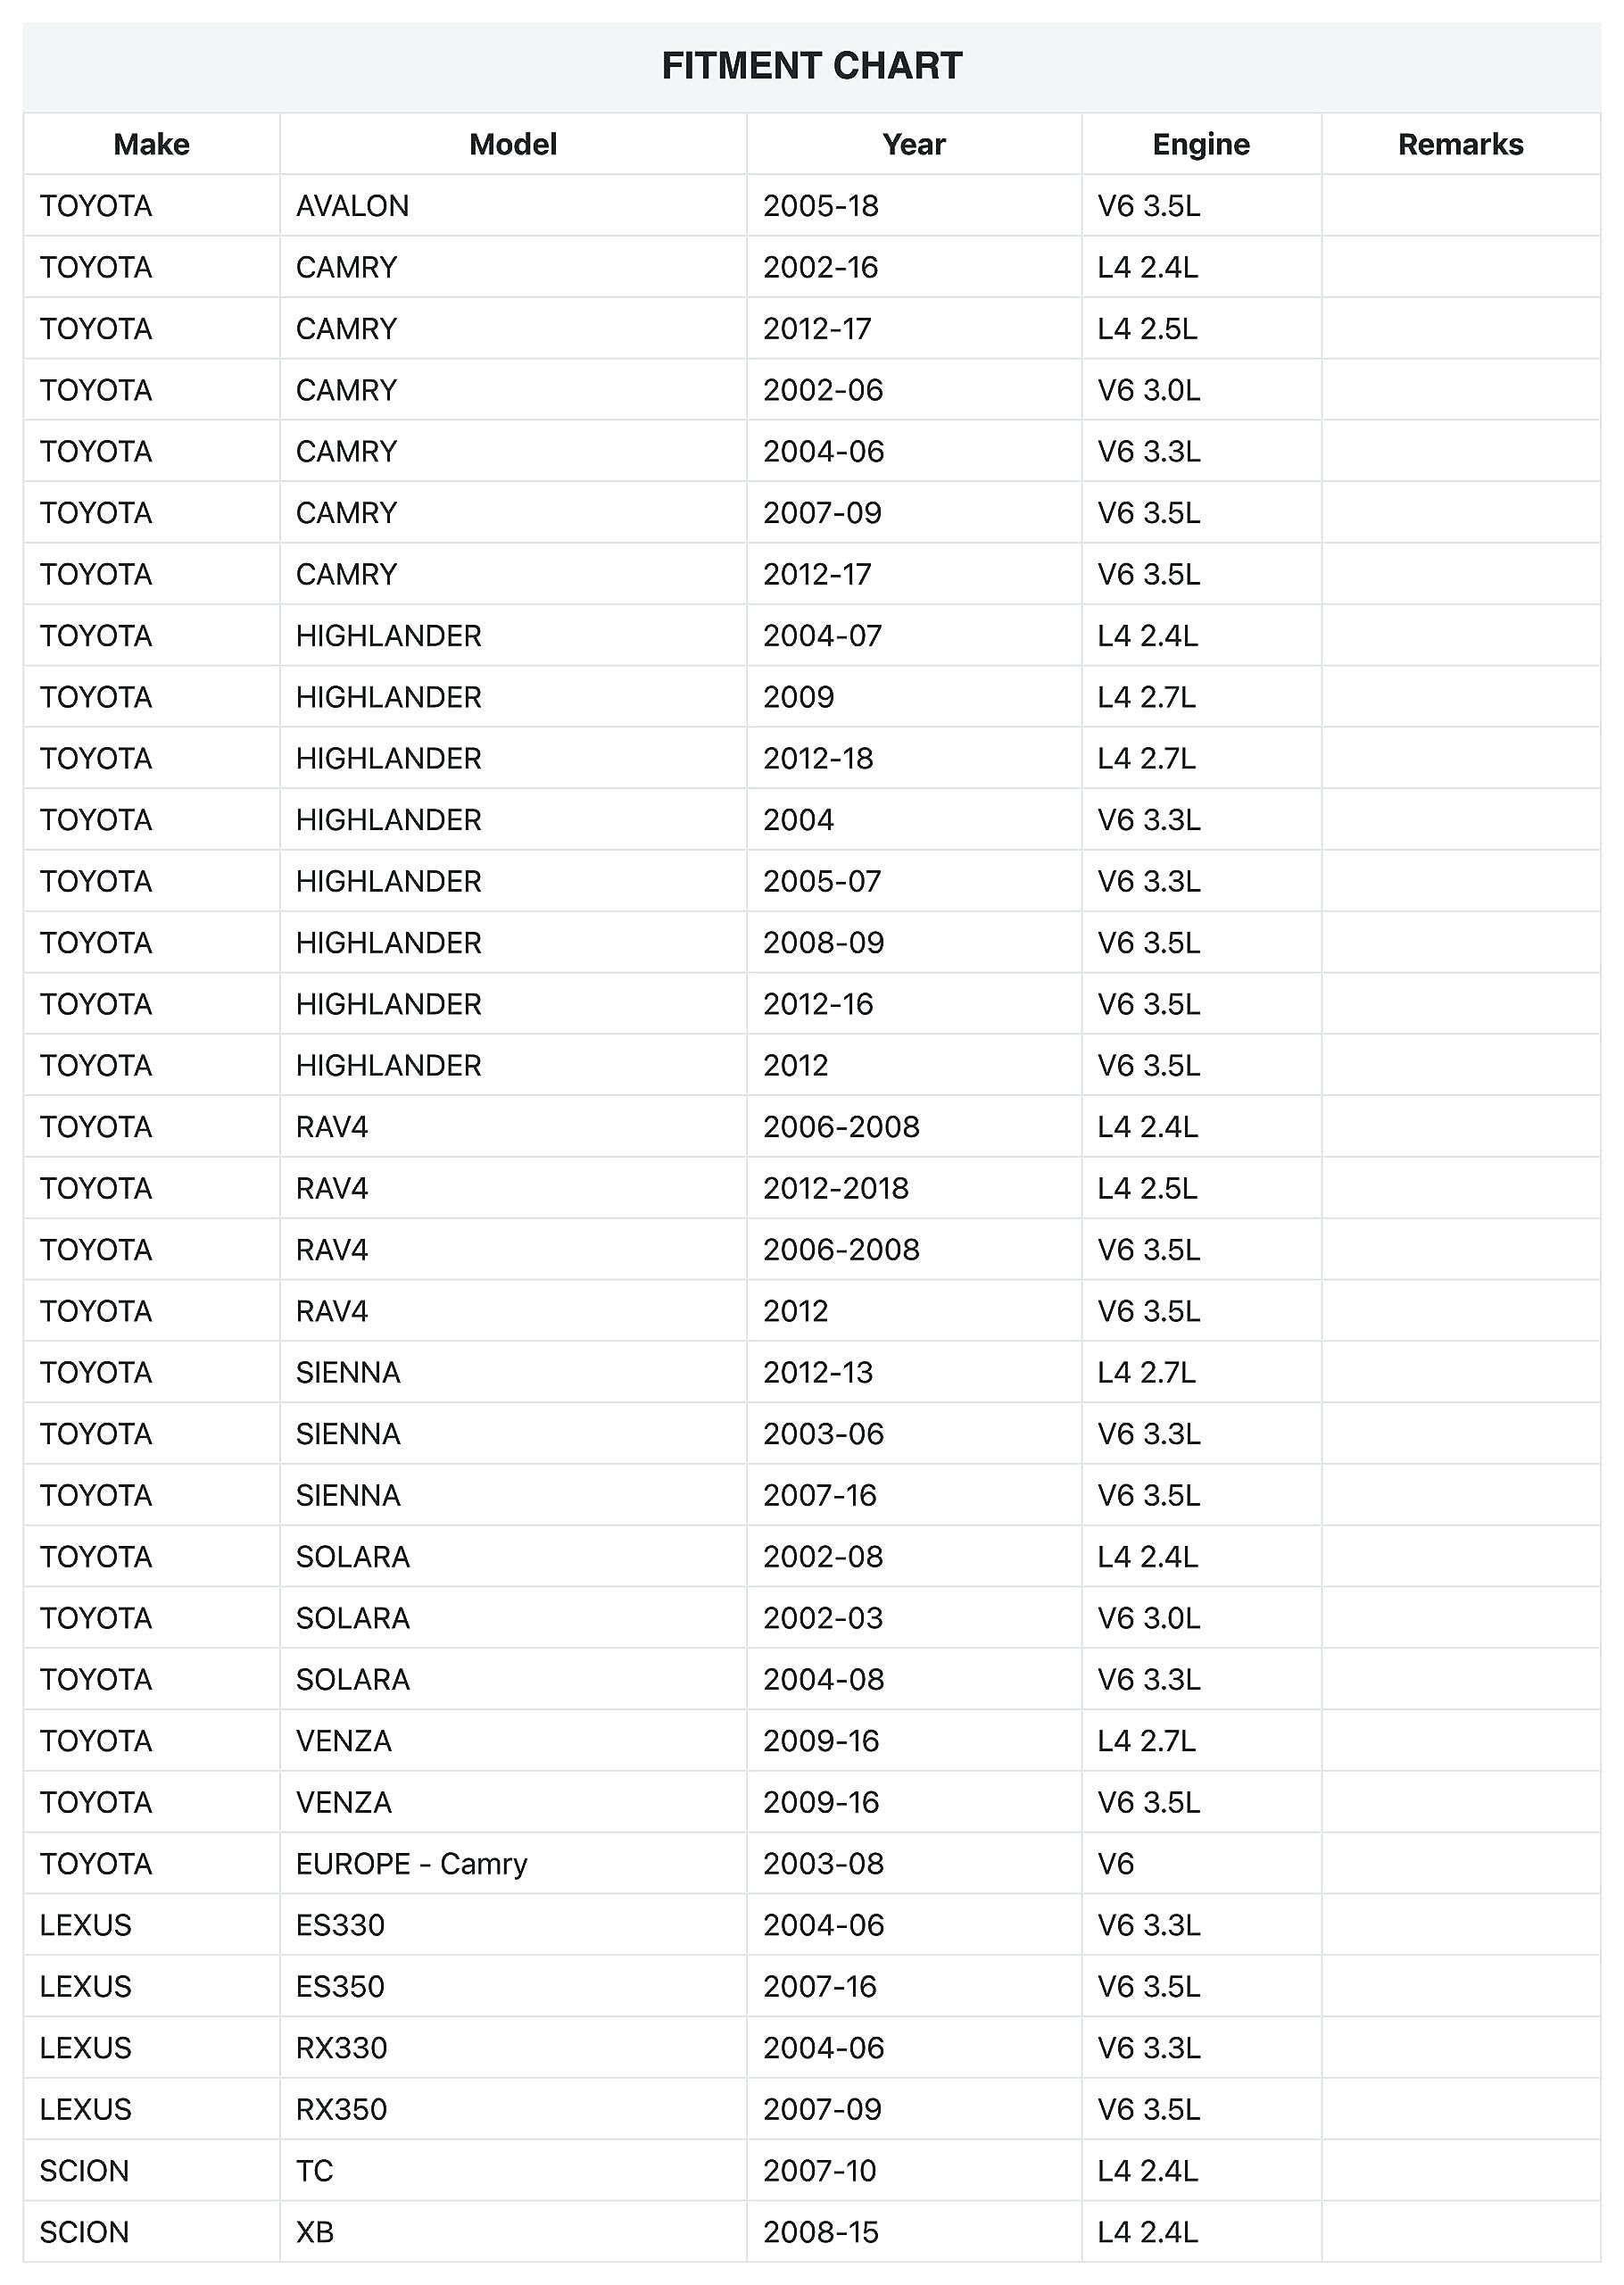 FITMENT CHART
Make Model Year Engine Remarks
TOYOTA AVALON 2005-18 V6 3.5L
TOYOTA CAMRY 2002-16 L4 2.4L
TOYOTA CAMRY 2012-17 L4 2.5L
TOYOTA CAMRY 2002-06 V6 3.0L
TOYOTA CAMRY 2004-06 V6 3.3L
TOYOTA CAMRY 2007-09 V6 3.5L
TOYOTA CAMRY 2012-17 V6 3.5L
TOYOTA HIGHLANDER 2004-07 L4 2.4L
TOYOTA HIGHLANDER 2009 L4 2.7L
TOYOTA HIGHLANDER 2012-18 L4 2.7L
TOYOTA HIGHLANDER 2004 V6 3.3L
TOYOTA HIGHLANDER 2005-07 V6 3.3L
TOYOTA HIGHLANDER 2008-09 V6 3.5L
TOYOTA HIGHLANDER 2012-16 V6 3.5L
TOYOTA HIGHLANDER 2012 V6 3.5L
TOYOTA RAV4 2006-2008 L4 2.4L
TOYOTA RAV4 2012-2018 L4 2.5L
TOYOTA RAV4 2006-2008 V6 3.5L
TOYOTA RAV4 2012 V6 3.5L
TOYOTA SIENNA 2012-13 L4 2.7L
TOYOTA SIENNA 2003-06 V6 3.3L
TOYOTA SIENNA 2007-16 V6 3.5L
TOYOTA SOLARA 2002-08 L4 2.4L
TOYOTA SOLARA 2002-03 V6 3.0L
TOYOTA SOLARA 2004-08 V6 3.3L
TOYOTA VENZA 2009-16 L4 2.7L
TOYOTA VENZA 2009-16 V6 3.5L
TOYOTA EUROPE - Camry 2003-08 V6
LEXUS ES330 2004-06 V6 3.3L
LEXUS ES350 2007-16 V6 3.5L
LEXUS RX330 2004-06 V6 3.3L
LEXUS RX350 2007-09 V6 3.5L
SCION TC 2007-10 L4 2.4L
SCION XB 2008-15 L4 2.4L